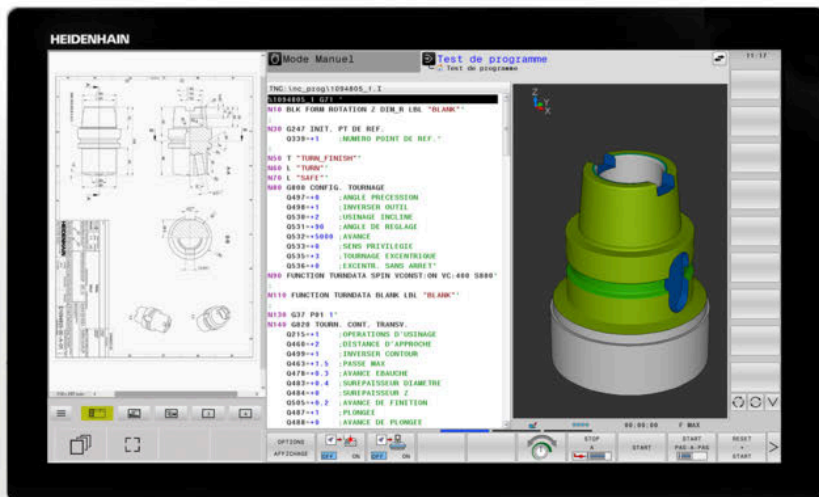 HEIDENHAIN
Mode Manuel
Test de programme
Test de programme
11:17
TNC:\nc_prog\1094805_1.I
%1094805_1 G71 *
N10 BLK FORM ROTATION Z DIM_R LBL "BLANK"*
;
N30 G247 INIT. PT DE REF.
Q339=+1 ;NUMERO POINT DE REF.*
;
N50 T "TURN_FINISH"*
N60 L "TURN"*
N70 L "SAFE"*
N80 G800 CONFIG. TOURNAGE
Q497=+0 ;ANGLE PRECESSION
Q498=+1 ;INVERSER OUTIL
Q530=+2 ;USINAGE INCLINE
Q531=+90 ;ANGLE DE REGLAGE
Q532=+5000 ;AVANCE
Q533=+0 ;SENS PRIVILEGIE
Q535=+3 ;TOURNAGE EXCENTRIQUE
Q536=+0 ;EXCENTR. SANS ARRET*
N90 FUNCTION TURNDATA SPIN VCONST:ON VC:400 S800*
;
N110 FUNCTION TURNDATA BLANK LBL "BLANK"*
;
N130 G37 P01 1*
N140 G820 TOURN. CONT. TRANSV.
Q215=+1 ;OPERATIONS D'USINAGE
Q460=+2 ;DISTANCE D'APPROCHE
Q499=+1 ;INVERSER CONTOUR
Q463=+1.5 ;PASSE MAX
Q478=+0.3 ;AVANCE EBAUCHE
Q483=+0.4 ;SUREPAISSEUR DIAMETRE
Q484=+0 ;SUREPAISSEUR Z
Q505=+0.2 ;AVANCE DE FINITION
Q487=+1 ;PLONGEE
Q488=+0 ;AVANCE DE PLONGEE
Z
Y
X
00:00:00 F MAX
OPTIONS
AFFICHAGE
OFF ON
OFF ON
STOP
A
START
START
PAS-A-PAS
RESET
+
START